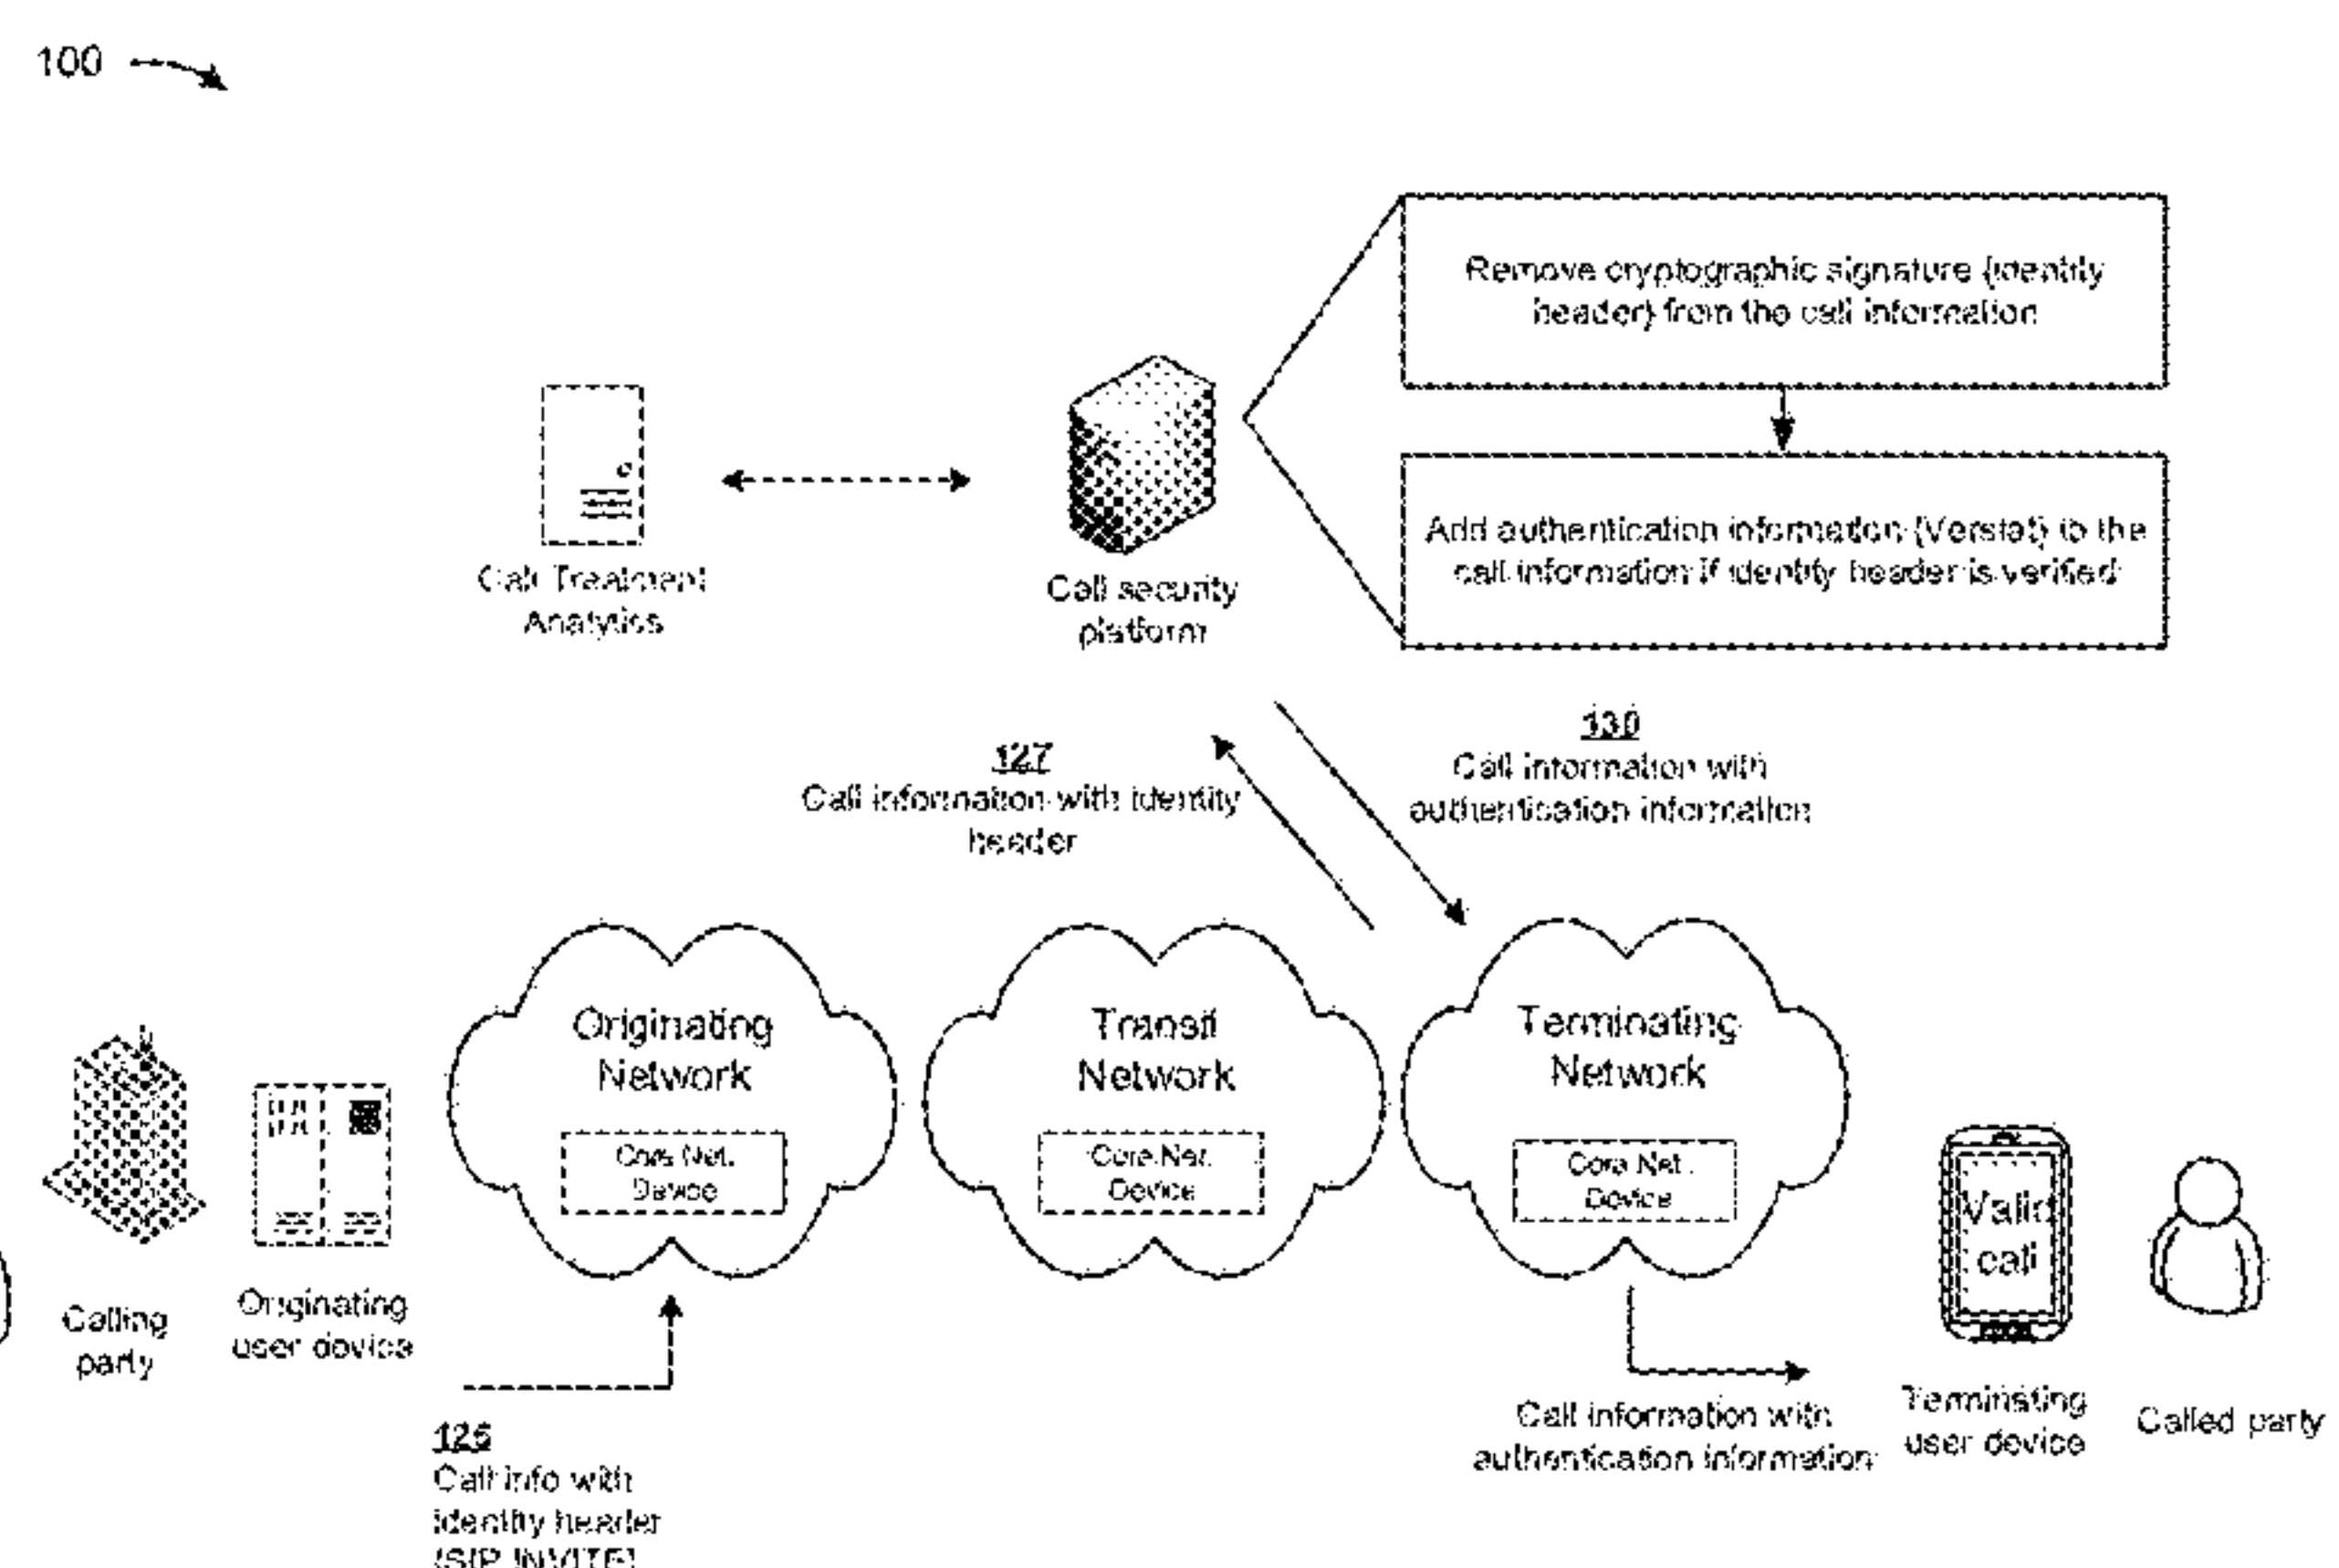 100
Remove cryptographic signature (identity
header) from the call information
Add authentication information (Verstat) to the
call information if identity header is verified
Call Treatment
Analytics
Call security
platform
127
Call information with identity
header
130
Call information with
authentication information
Originating
Network
Core Net.
Device
Transit
Network
Core Net.
Device
Terminating
Network
Core Net.
Device
Valid
call
Calling
party
Originating
user device
125
Call info with
identity header
(SIP INVITE)
Call information with
authentication information
Terminating
user device
Called party